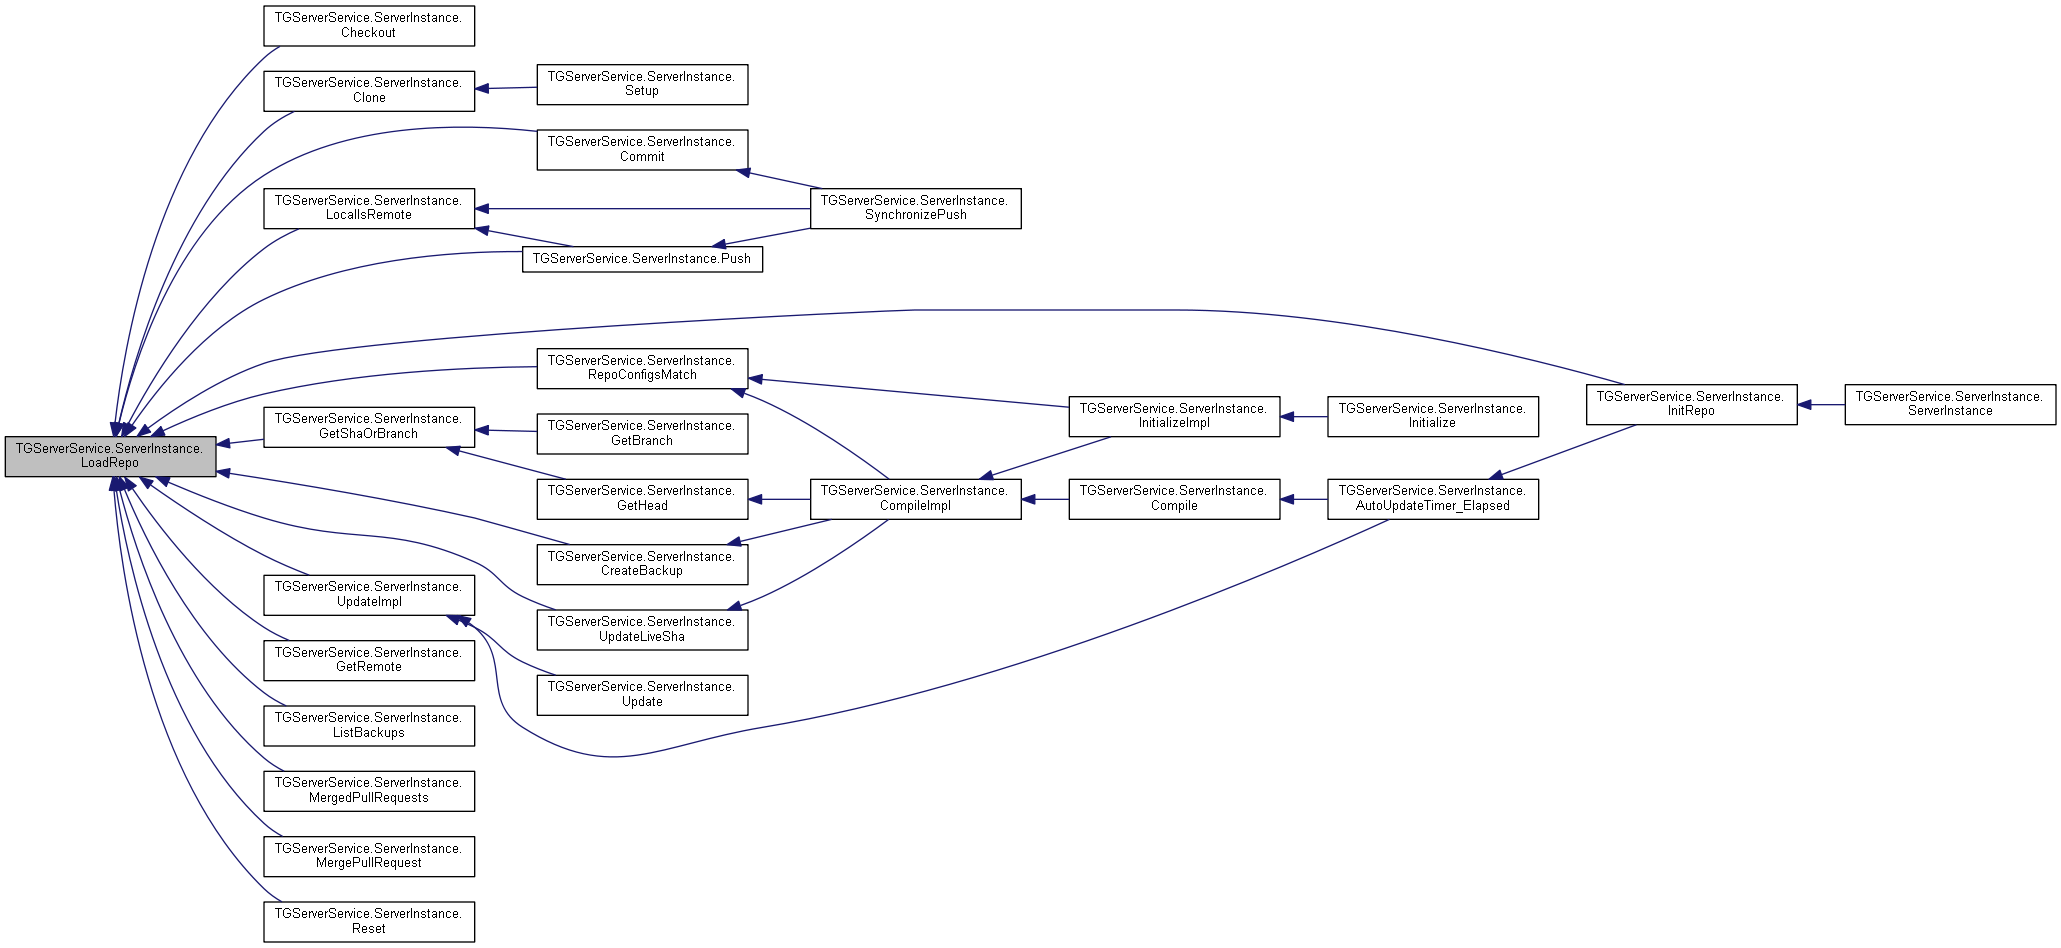 TGServerService.ServerInstance.
Checkout
TGServerService.ServerInstance.
Clone
TGServerService.ServerInstance.
Setup
TGServerService.ServerInstance.
Commit
TGServerService.ServerInstance.
LocalIsRemote
TGServerService.ServerInstance.
SynchronizePush
TGServerService.ServerInstance.Push
TGServerService.ServerInstance.
RepoConfigsMatch
TGServerService.ServerInstance.
InitializeImpl
TGServerService.ServerInstance.
Initialize
TGServerService.ServerInstance.
InitRepo
TGServerService.ServerInstance.
ServerInstance
TGServerService.ServerInstance.
GetShaOrBranch
TGServerService.ServerInstance.
GetBranch
TGServerService.ServerInstance.
LoadRepo
TGServerService.ServerInstance.
GetHead
TGServerService.ServerInstance.
CompileImpl
TGServerService.ServerInstance.
Compile
TGServerService.ServerInstance.
AutoUpdateTimer_Elapsed
TGServerService.ServerInstance.
CreateBackup
TGServerService.ServerInstance.
UpdateImpl
TGServerService.ServerInstance.
UpdateLiveSha
TGServerService.ServerInstance.
GetRemote
TGServerService.ServerInstance.
Update
TGServerService.ServerInstance.
ListBackups
TGServerService.ServerInstance.
MergedPullRequests
TGServerService.ServerInstance.
MergePullRequest
TGServerService.ServerInstance.
Reset